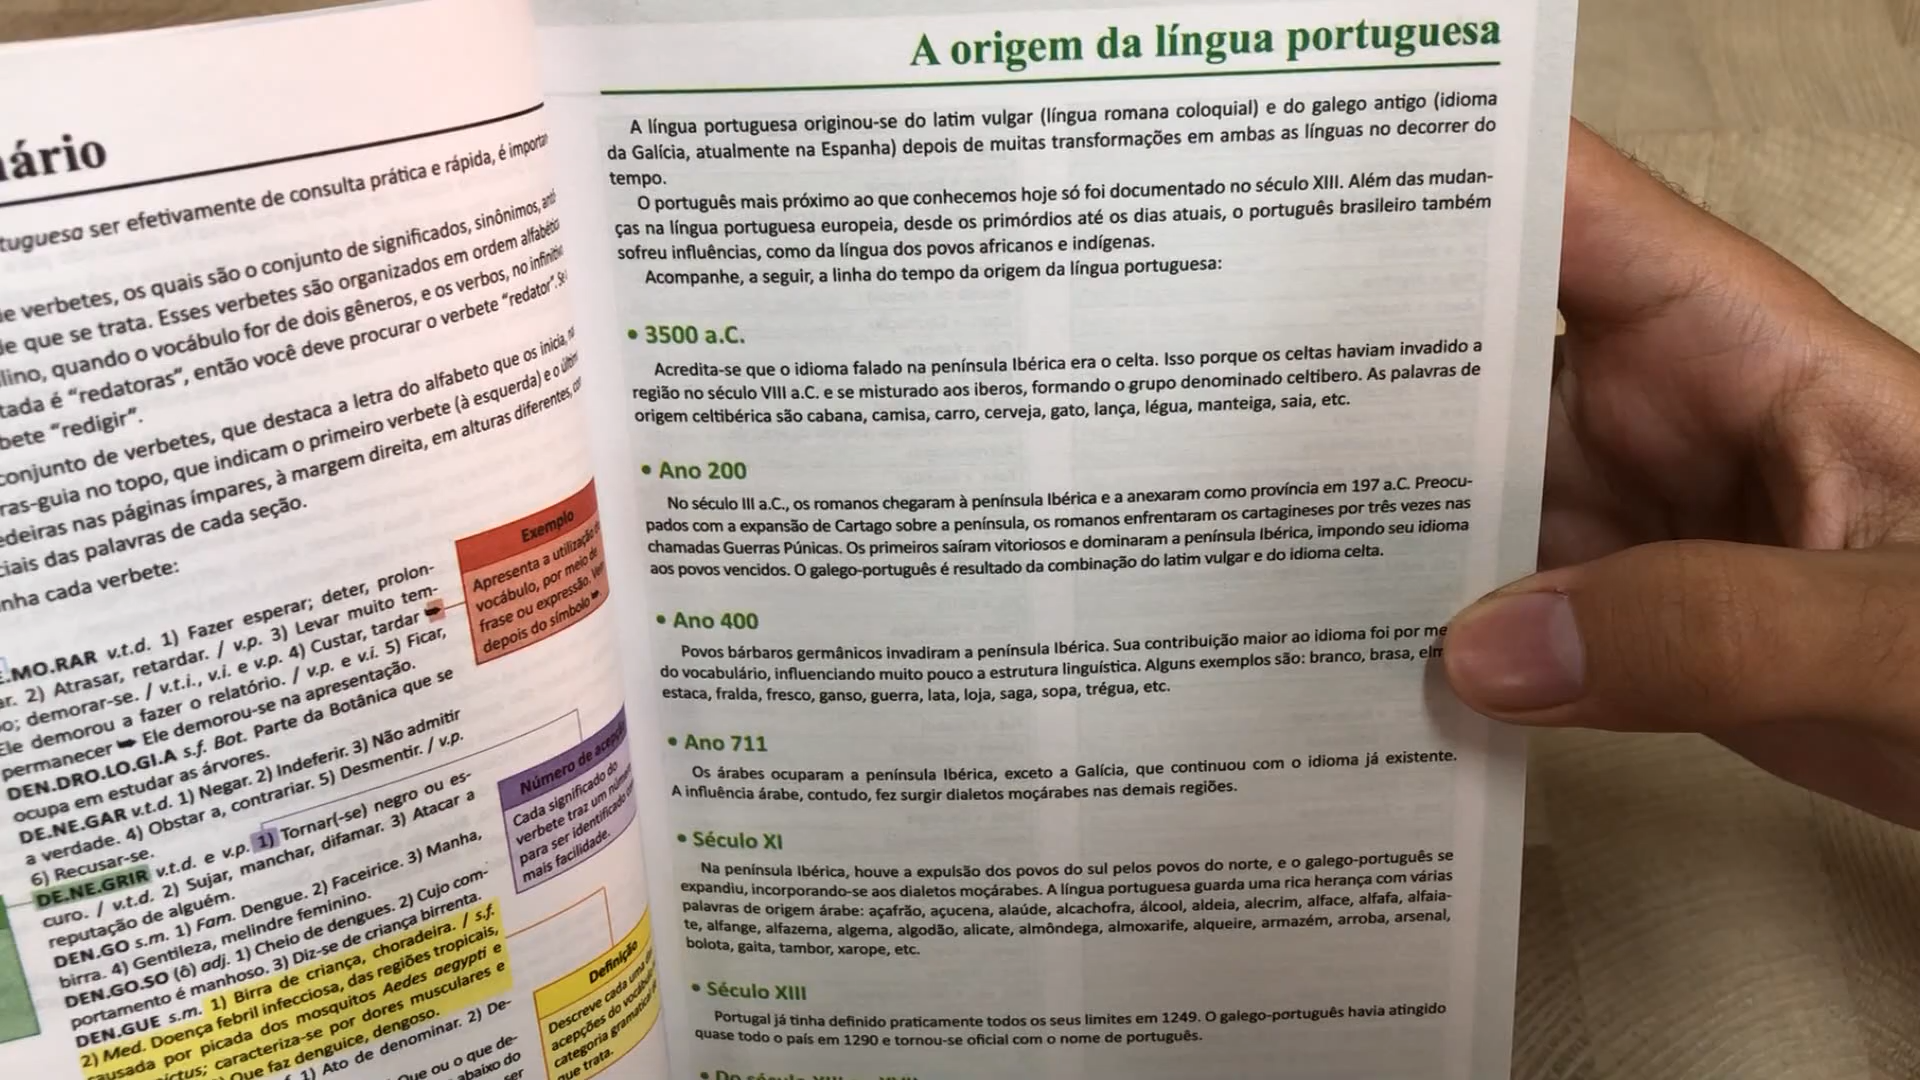 ário
tuguesa ser efetivamente de consulta prática e rápida, é
de verbetes, os quais são o conjunto de significados, sinônimos,
de que se trata. Esses verbetes são organizados em ordem alfabétic
lino, quando o vocábulo for de dois gêneros, e os verbos, no
tada é “redatoras”, então você deve procurar o verbete “redator”.
bete “redigir”.
conjunto de verbetes, que destaca a letra do alfabeto que os inicia,
ras-guia no topo, que indicam o primeiro verbete (à esquerda) e o
edeiras nas páginas ímpares, à margem direita, em alturas diferentes,
ciais das palavras de cada seção.
nha cada verbete:
.MO.RAR v.t.d. 1) Fazer esperar; deter, prolon-
ar. 2) Atrasar, retardar. / v.p. 3) Levar muito tem-
po; demorar-se. / v.t.i., v.i. e v.p. 4) Custar, tardar ➥
Ele demorou a fazer o relatório. / v.p. e v.i. 5) Ficar,
permanecer ➥ Ele demorou-se na apresentação.
DEN.DRO.LO.GI.A s.f. Bot. Parte da Botânica que se
ocupa em estudar as árvores.
DE.NE.GAR v.t.d. 1) Negar. 2) Indeferir. 3) Não admitir
a verdade. 4) Obstar a, contrariar. 5) Desmentir. / v.p.
6) Recusar-se.
DE.NE.GRIR v.t.d. e v.p. 1) Tornar(-se) negro ou es-
curo. / v.t.d. 2) Sujar, manchar, difamar. 3) Atacar a
reputação de alguém.
DEN.GO s.m. 1) Fam. Dengue. 2) Faceirice. 3) Manha,
birra. 4) Gentileza, melindre feminino.
DEN.GO.SO (ô) adj. 1) Cheio de dengues. 2) Cujo com-
portamento é manhoso. 3) Diz-se de criança birrenta.
DEN.GUE s.m. 1) Birra de criança, choradeira. / s.f.
2) Med. Doença febril infecciosa, das regiões tropicais,
causada por picada dos mosquitos Aedes aegypti e
caracteriza-se por dores musculares e
Que faz denguice, dengoso.
1) Ato de denominar. 2) De-
Que ou o que de-
abaixo do
ser
Exemplo
Apresenta a utilização
vocábulo, por meio de
frase ou expressão.
depois do símbolo ➥
Número de
Cada significado do
verbete traz um
para ser identificado
mais facilidade.
Definição
Descreve cada uma
acepções do
categoria gramatical
que trata.
A origem da língua portuguesa
A língua portuguesa originou-se do latim vulgar (língua romana coloquial) e do galego antigo (idioma
da Galícia, atualmente na Espanha) depois de muitas transformações em ambas as línguas no decorrer do
tempo.
O português mais próximo ao que conhecemos hoje só foi documentado no século XIII. Além das mudan-
ças na língua portuguesa europeia, desde os primórdios até os dias atuais, o português brasileiro também
sofreu influências, como da língua dos povos africanos e indígenas.
Acompanhe, a seguir, a linha do tempo da origem da língua portuguesa:
• 3500 a.C.
Acredita-se que o idioma falado na península Ibérica era o celta. Isso porque os celtas haviam invadido a
região no século VIII a.C. e se misturado aos iberos, formando o grupo denominado celtibero. As palavras de
origem celtibérica são cabana, camisa, carro, cerveja, gato, lança, légua, manteiga, saia, etc.
• Ano 200
No século III a.C., os romanos chegaram à península Ibérica e a anexaram como província em 197 a.C. Preocu-
pados com a expansão de Cartago sobre a península, os romanos enfrentaram os cartagineses por três vezes nas
chamadas Guerras Púnicas. Os primeiros saíram vitoriosos e dominaram a península Ibérica, impondo seu idioma
aos povos vencidos. O galego-português é resultado da combinação do latim vulgar e do idioma celta.
• Ano 400
Povos bárbaros germânicos invadiram a península Ibérica. Sua contribuição maior ao idioma foi por me
do vocabulário, influenciando muito pouco a estrutura linguística. Alguns exemplos são: branco, brasa, elm
estaca, fralda, fresco, ganso, guerra, lata, loja, saga, sopa, trégua, etc.
• Ano 711
Os árabes ocuparam a península Ibérica, exceto a Galícia, que continuou com o idioma já existente.
A influência árabe, contudo, fez surgir dialetos moçárabes nas demais regiões.
• Século XI
Na península Ibérica, houve a expulsão dos povos do sul pelos povos do norte, e o galego-português se
expandiu, incorporando-se aos dialetos moçárabes. A língua portuguesa guarda uma rica herança com várias
palavras de origem árabe: açafrão, açucena, alaúde, alcachofra, álcool, aldeia, alecrim, alface, alfafa, alfaia-
te, alfange, alfazema, algema, algodão, alicate, almôndega, almoxarife, alqueire, armazém, arroba, arsenal,
bolota, gaita, tambor, xarope, etc.
• Século XIII
Portugal já tinha definido praticamente todos os seus limites em 1249. O galego-português havia atingido
quase todo o país em 1290 e tornou-se oficial com o nome de português.